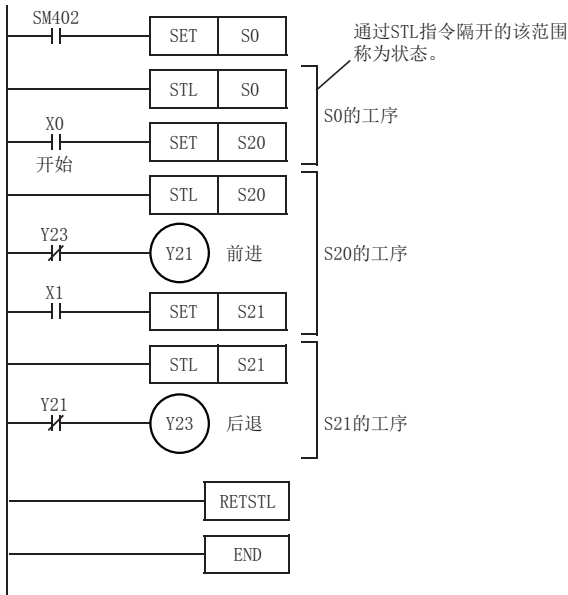 SM402
SET S0
通过STL指令隔开的该范围
称为状态。
STL S0
S0的工序
X0
SET S20
开始
STL S20
Y23
Y21 前进
S20的工序
X1
SET S21
STL S21
Y21
Y23 后退
S21的工序
RETSTL
END